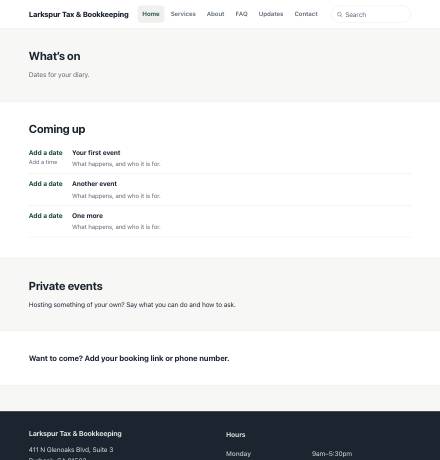 Larkspur Tax & Bookkeeping Home Services About FAQ Updates Contact Search
What's on
Dates for your diary.
Coming up
Add a date Your first event
Add a time What happens, and who it is for.
Add a date Another event
What happens, and who it is for.
Add a date One more
What happens, and who it is for.
Private events
Hosting something of your own? Say what you can do and how to ask.
Want to come? Add your booking link or phone number.
Larkspur Tax & Bookkeeping Hours
411 N Glenoaks Blvd, Suite 3
Monday 9am–5:30pm